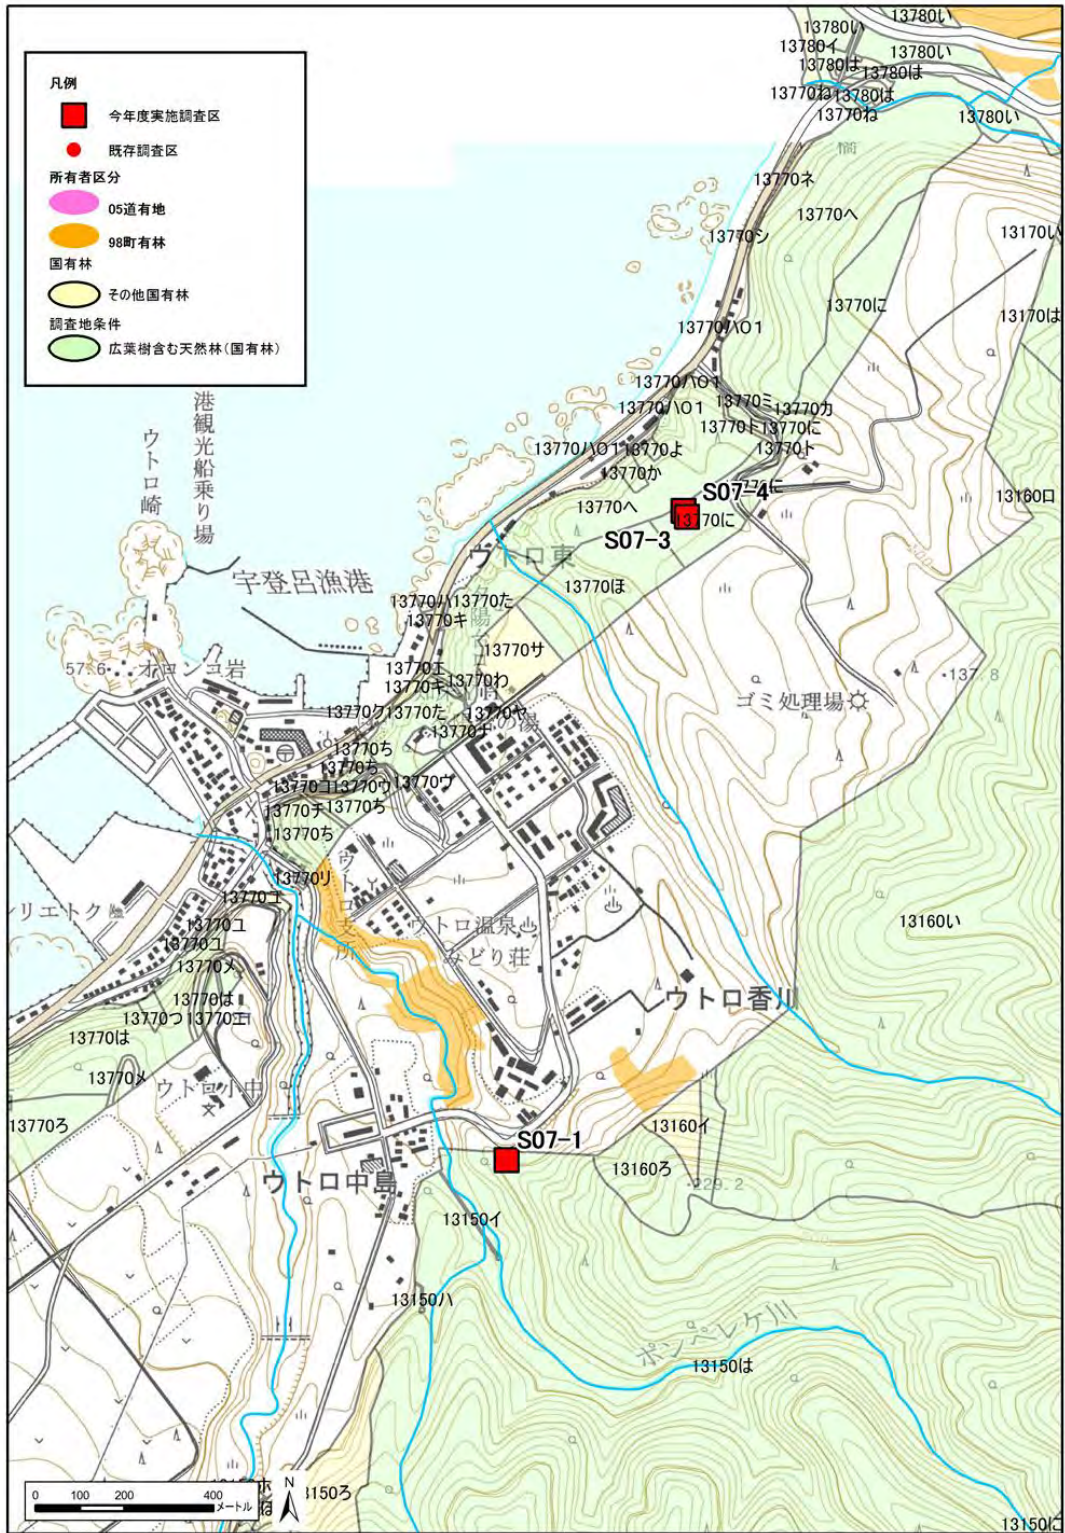 凡例
今年度実施調査区
既存調査区
所有者区分
05道有地
98町有林
国有林
その他国有林
調査地条件
広葉樹含む天然林(国有林)
13780い
13780い
13780イ
13780い
13780は
13780は
13770ね
13780は
13770ね
13780い
13770ネ
13770へ
13770シ
13170い
13770に
13170は
13770ハ01
13770ハ01
13770ミ
13770カ
13770ハ01
13770ト
13770に
13770ハ01
13770よ
13770ト
13770か
13160ロ
S07-4
13770へ
13770に
S07-3
港観光船乗り場
ウトロ崎
宇登呂漁港
ウトロ東
13770ほ
13770ハ
13770た
13770キ
13770サ
57.6
オロンコ岩
13770エ
13770わ
13770キ
137.8
ゴミ処理場
13770ク
13770た
13770ヤ
13770ナ
13770ち
13770ち
13770コ
13770ウ
13770ヴ
13770チ
13770ち
13770ち
13770リ
ウトロ支所
13770ユ
13770ユ
ウトロ温泉
みどり荘
13160い
13770メ
13770は
ウトロ香川
13770つ
13770エ
13770は
13770メ
ウトロ小中
13770ろ
13160イ
S07-1
13160ろ
229.2
ウトロ中島
13150イ
13150ハ
ポンペレケ川
13150は
0 100 200 400
メートル
N
13150に